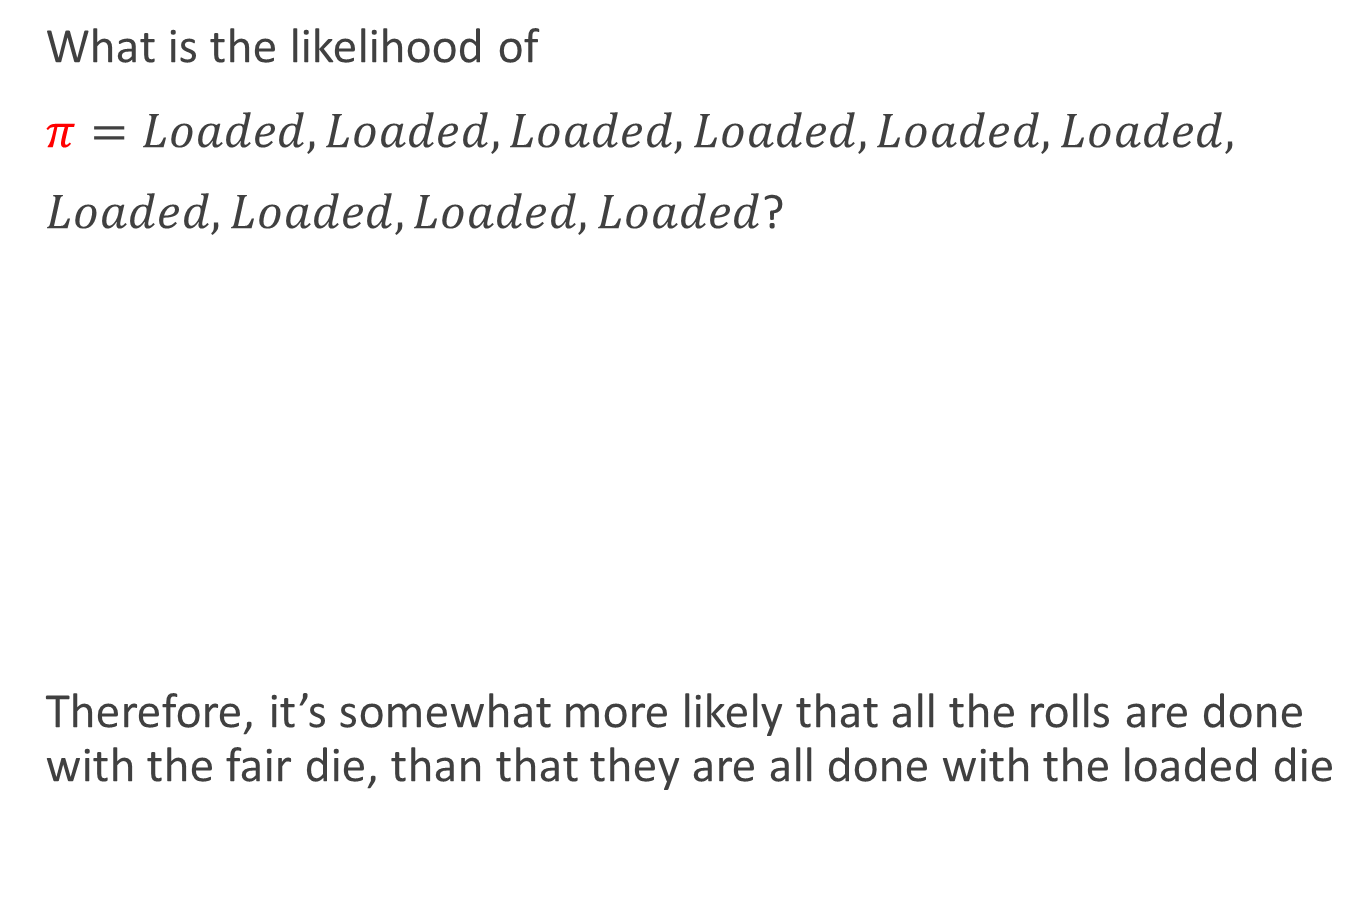 What is the likelihood of
π = Loaded, Loaded, Loaded, Loaded, Loaded, Loaded,
Loaded, Loaded, Loaded, Loaded?
Therefore, it’s somewhat more likely that all the rolls are done
with the fair die, than that they are all done with the loaded die